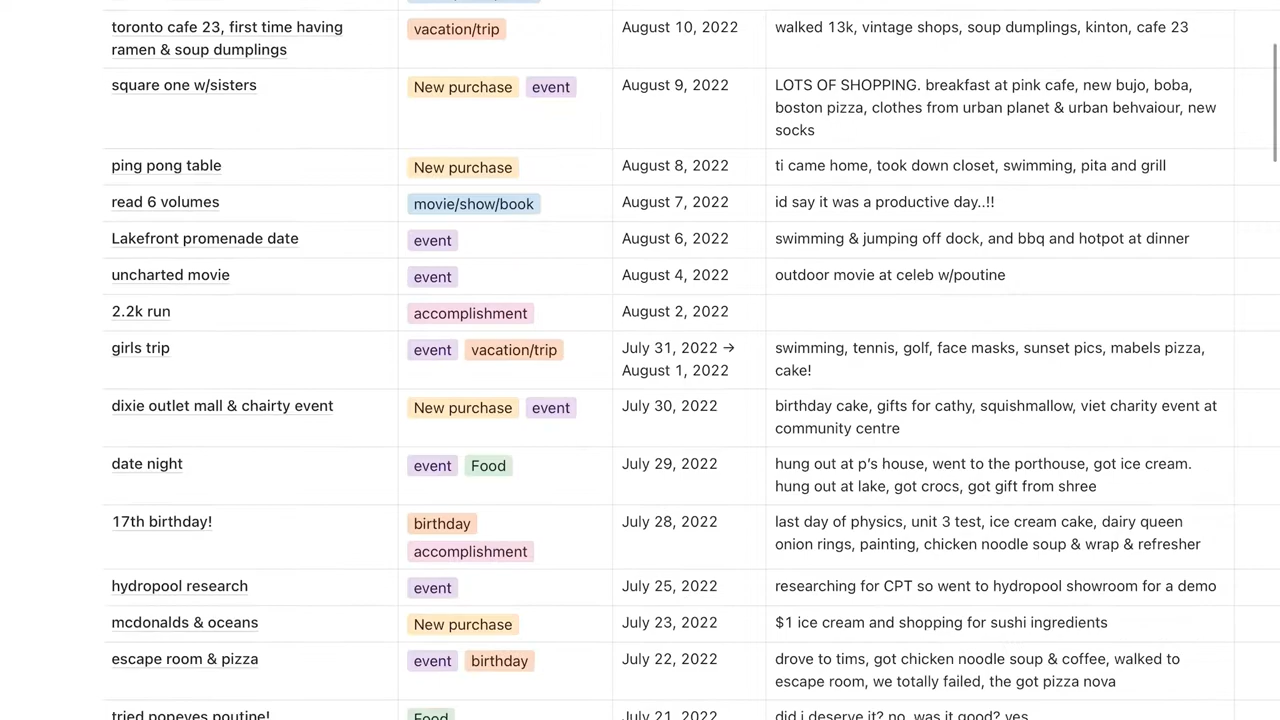 toronto cafe 23, first time having
ramen & soup dumplings
vacation/trip
August 10, 2022
walked 13k, vintage shops, soup dumplings, kinton, cafe 23
square one w/sisters
New purchase event
August 9, 2022
LOTS OF SHOPPING. breakfast at pink cafe, new bujo, boba,
boston pizza, clothes from urban planet & urban behvaiour, new
socks
ping pong table
New purchase
August 8, 2022
ti came home, took down closet, swimming, pita and grill
read 6 volumes
movie/show/book
August 7, 2022
id say it was a productive day..!!
Lakefront promenade date
event
August 6, 2022
swimming & jumping off dock, and bbq and hotpot at dinner
uncharted movie
event
August 4, 2022
outdoor movie at celeb w/poutine
2.2k run
accomplishment
August 2, 2022
girls trip
event vacation/trip
July 31, 2022 →
August 1, 2022
swimming, tennis, golf, face masks, sunset pics, mabels pizza,
cake!
dixie outlet mall & chairty event
New purchase event
July 30, 2022
birthday cake, gifts for cathy, squishmallow, viet charity event at
community centre
date night
event Food
July 29, 2022
hung out at p's house, went to the porthouse, got ice cream.
hung out at lake, got crocs, got gift from shree
17th birthday!
birthday
accomplishment
July 28, 2022
last day of physics, unit 3 test, ice cream cake, dairy queen
onion rings, painting, chicken noodle soup & wrap & refresher
hydropool research
event
July 25, 2022
researching for CPT so went to hydropool showroom for a demo
mcdonalds & oceans
New purchase
July 23, 2022
$1 ice cream and shopping for sushi ingredients
escape room & pizza
event birthday
July 22, 2022
drove to tims, got chicken noodle soup & coffee, walked to
escape room, we totally failed, the got pizza nova
tried popeyes poutine!
Food
July 21, 2022
did i deserve it? no. was it good? yes